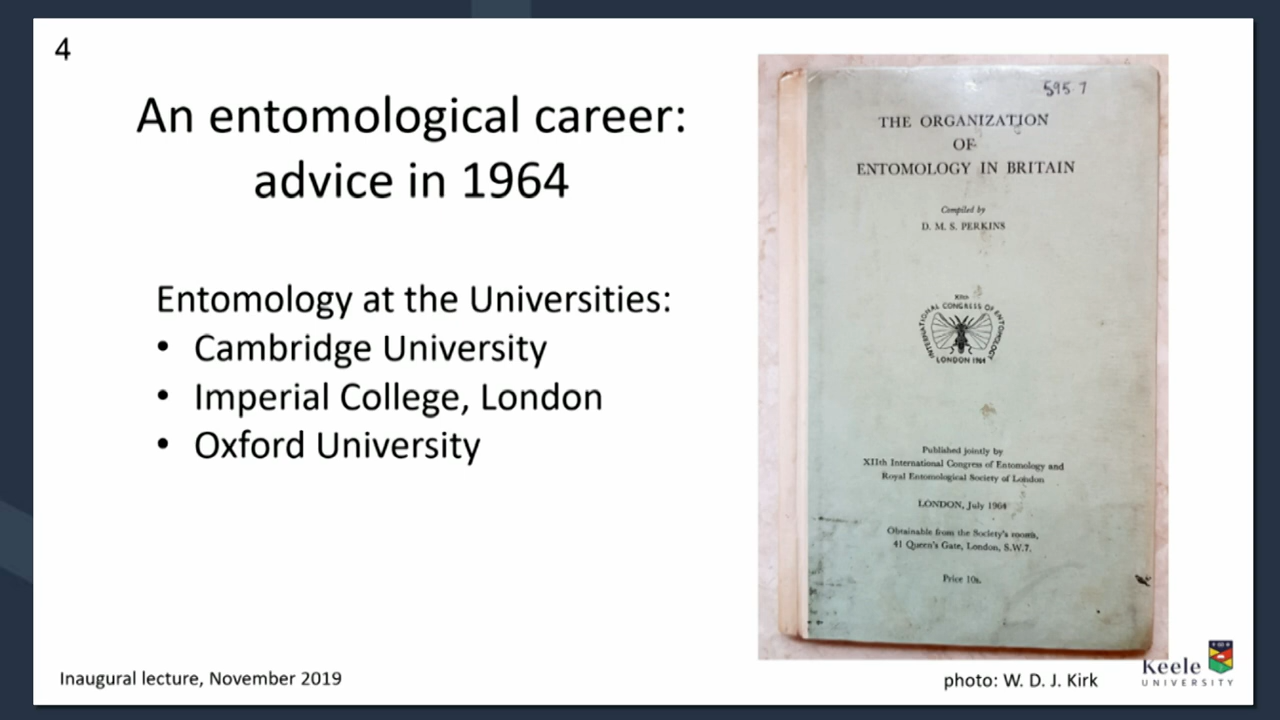 4
An entomological career:
advice in 1964
Entomology at the Universities:
• Cambridge University
• Imperial College, London
• Oxford University
595·7
THE ORGANIZATION
OF
ENTOMOLOGY IN BRITAIN
Compiled by
D. M. S. PERKINS
XIIth
INTERNATIONAL CONGRESS OF ENTOMOLOGY
LONDON 1964
Published jointly by
XIIth International Congress of Entomology and
Royal Entomological Society of London
LONDON, July 1964
Obtainable from the Society's rooms,
41 Queen's Gate, London, S.W.7.
Price 10s.
Inaugural lecture, November 2019
photo: W. D. J. Kirk
Keele
UNIVERSITY